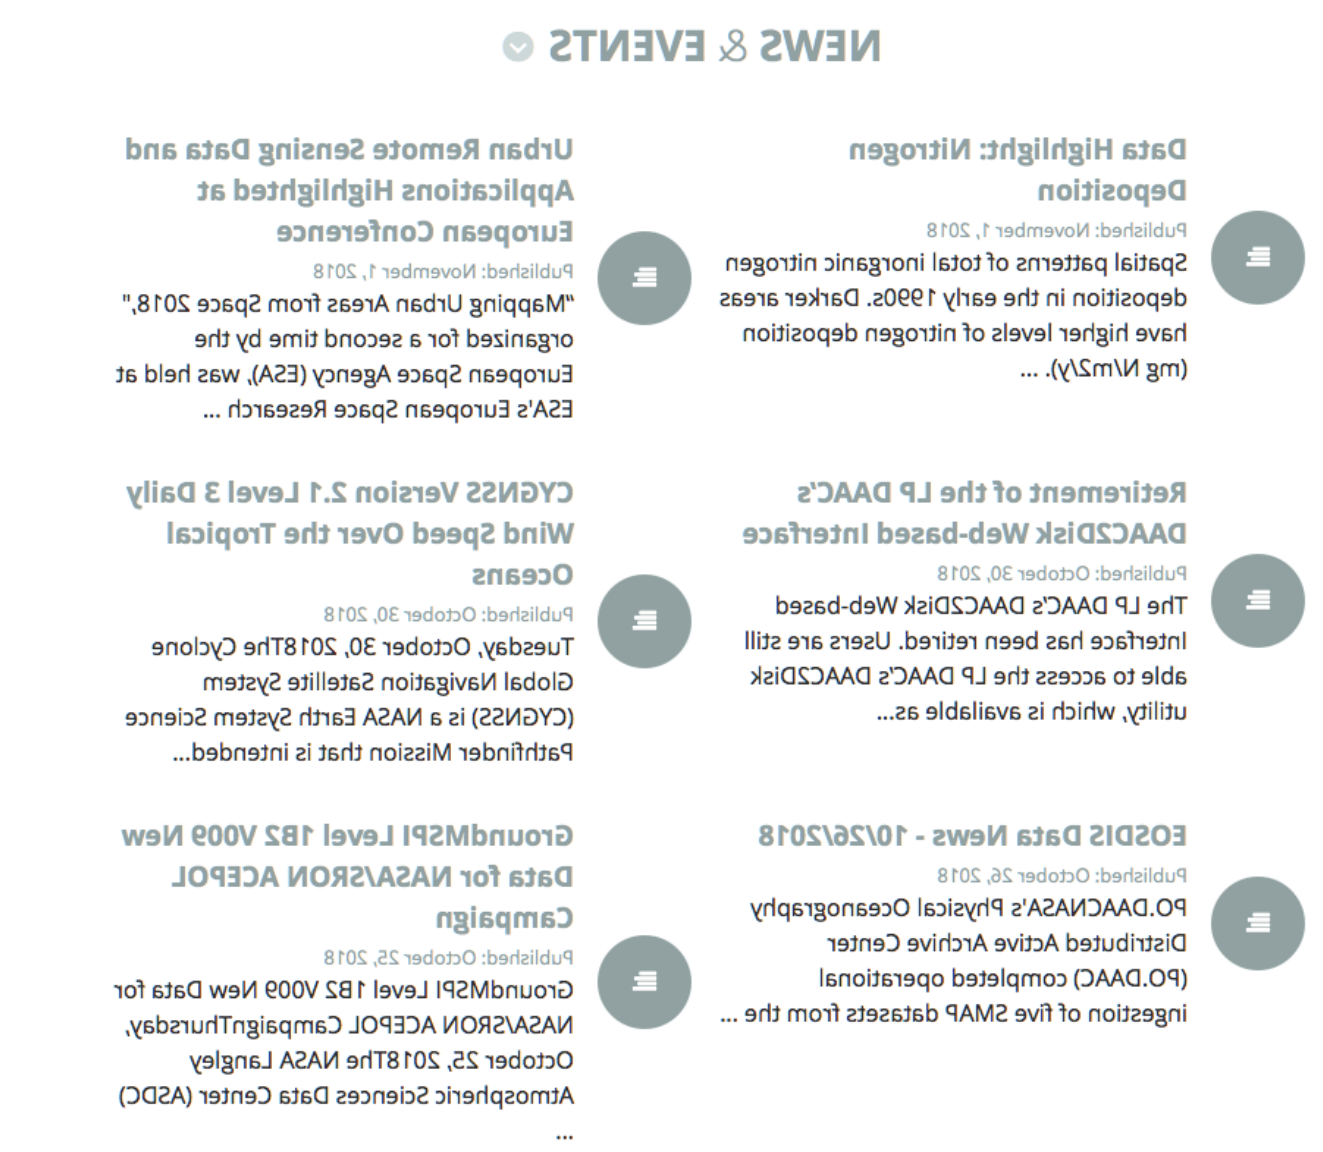 NEWS & EVENTS
Data Highlight: Nitrogen
Deposition
Published: November 1, 2018
Spatial patterns of total inorganic nitrogen
deposition in the early 1990s. Darker areas
have higher levels of nitrogen deposition
(mg N/m2/y). ...
Urban Remote Sensing Data and
Applications Highlighted at
European Conference
Published: November 1, 2018
“Mapping Urban Areas from Space 2018,"
organized for a second time by the
European Space Agency (ESA), was held at
ESA's European Space Research ...
Retirement of the LP DAAC’s
DAAC2Disk Web-based Interface
Published: October 30, 2018
The LP DAAC’s DAAC2Disk Web-based
Interface has been retired. Users are still
able to access the LP DAAC’s DAAC2Disk
utility, which is available as...
CYGNSS Version 2.1 Level 3 Daily
Wind Speed Over the Tropical
Oceans
Published: October 30, 2018
Tuesday, October 30, 2018The Cyclone
Global Navigation Satellite System
(CYGNSS) is a NASA Earth System Science
Pathfinder Mission that is intended...
EOSDIS Data News - 10/26/2018
Published: October 26, 2018
PO.DAACNASA's Physical Oceanography
Distributed Active Archive Center
(PO.DAAC) completed operational
ingestion of five SMAP datasets from the ...
GroundMSPI Level 1B2 V009 New
Data for NASA/SRON ACEPOL
Campaign
Published: October 25, 2018
GroundMSPI Level 1B2 V009 New Data for
NASA/SRON ACEPOL CampaignThursday,
October 25, 2018The NASA Langley
Atmospheric Sciences Data Center (ASDC)
...